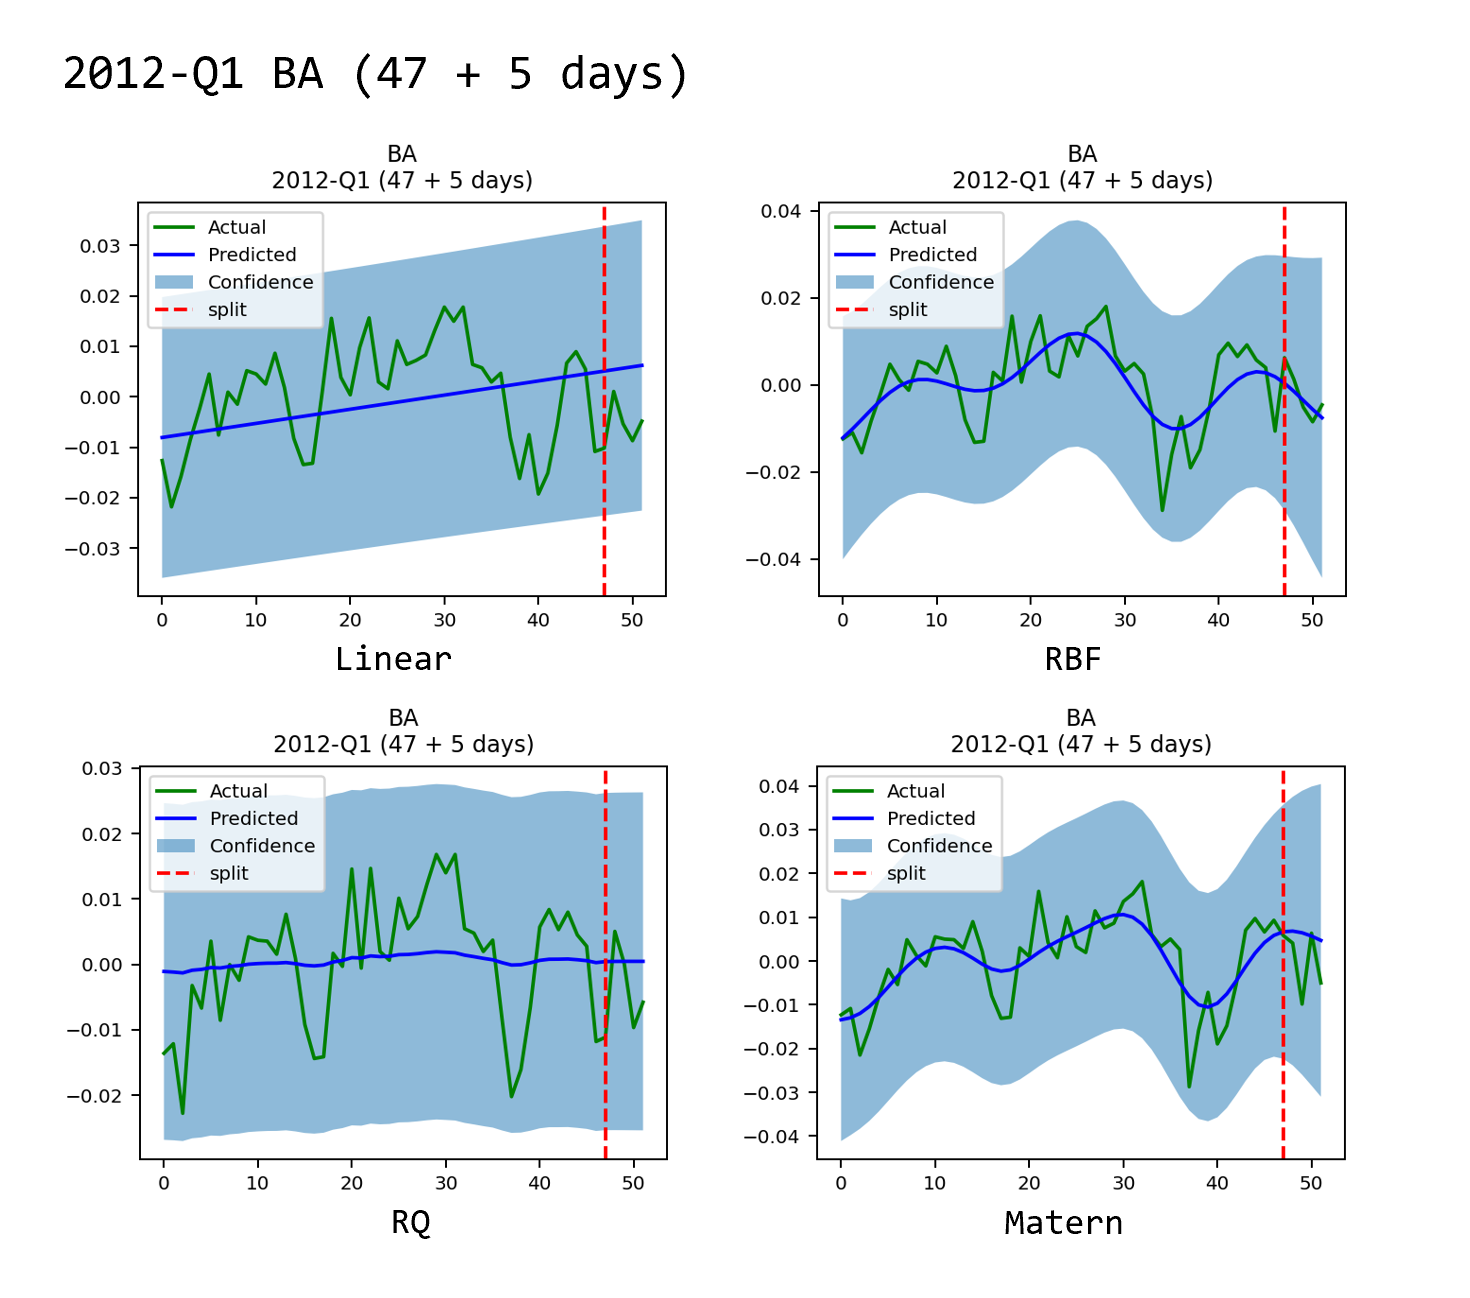 2012-Q1 BA (47 + 5 days)
BA
2012-Q1 (47 + 5 days)
Actual
Predicted
Confidence
split
0.03
0.02
0.01
0.00
−0.01
−0.02
−0.03
0 10 20 30 40 50
Linear
BA
2012-Q1 (47 + 5 days)
Actual
Predicted
Confidence
split
0.04
0.02
0.00
−0.02
−0.04
0 10 20 30 40 50
RBF
BA
2012-Q1 (47 + 5 days)
Actual
Predicted
Confidence
split
0.03
0.02
0.01
0.00
−0.01
−0.02
0 10 20 30 40 50
RQ
BA
2012-Q1 (47 + 5 days)
Actual
Predicted
Confidence
split
0.04
0.03
0.02
0.01
0.00
−0.01
−0.02
−0.03
−0.04
0 10 20 30 40 50
Matern